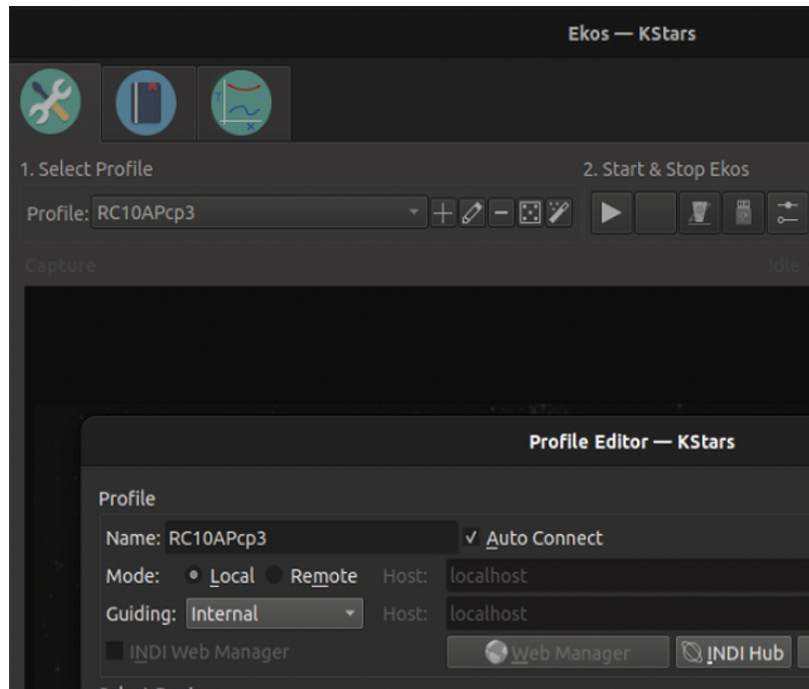 Ekos — KStars
1. Select Profile 2. Start & Stop Ekos
Profile: RC10APcp3
Capture Idle
Profile Editor — KStars
Profile
Name: RC10APcp3 Auto Connect
Mode: Local Remote Host: localhost
Guiding: Internal Host: localhost
INDI Web Manager Web Manager INDI Hub